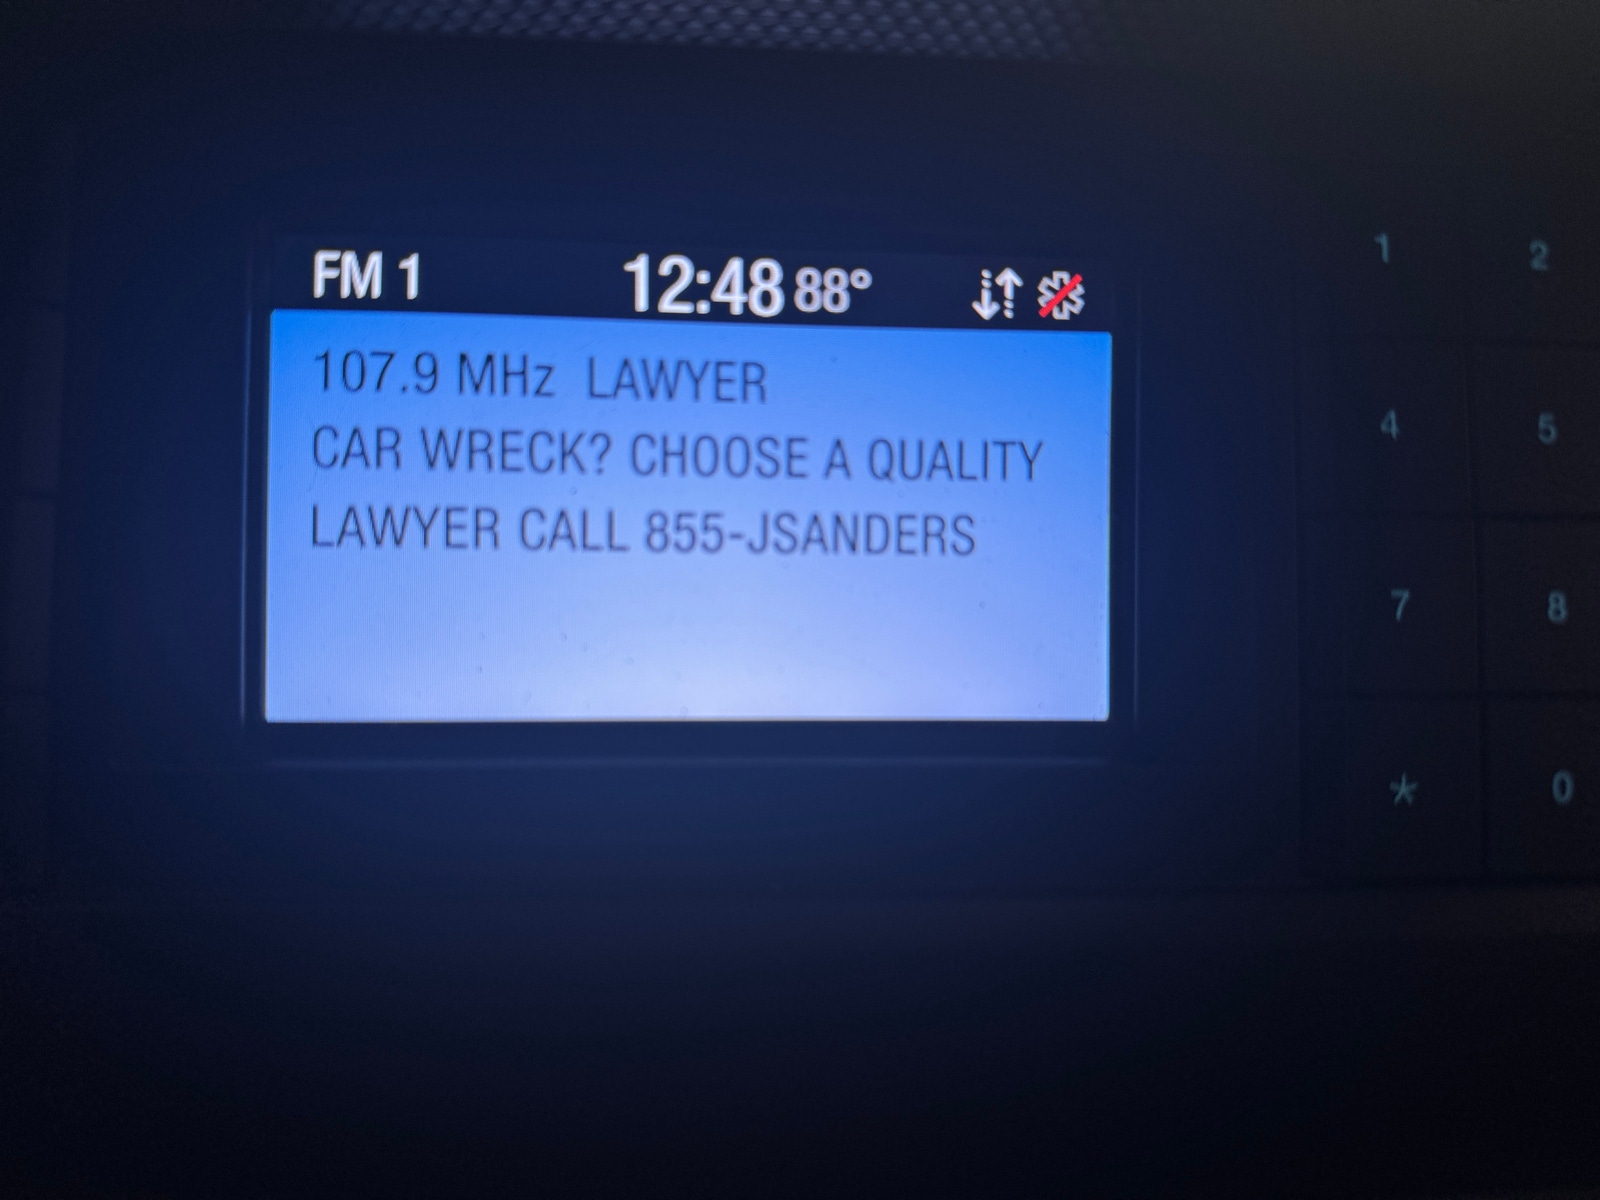 FM 1 12:48 88°
107.9 MHz LAWYER
CAR WRECK? CHOOSE A QUALITY
LAWYER CALL 855-JSANDERS
1 2
4 5
7 8
* 0